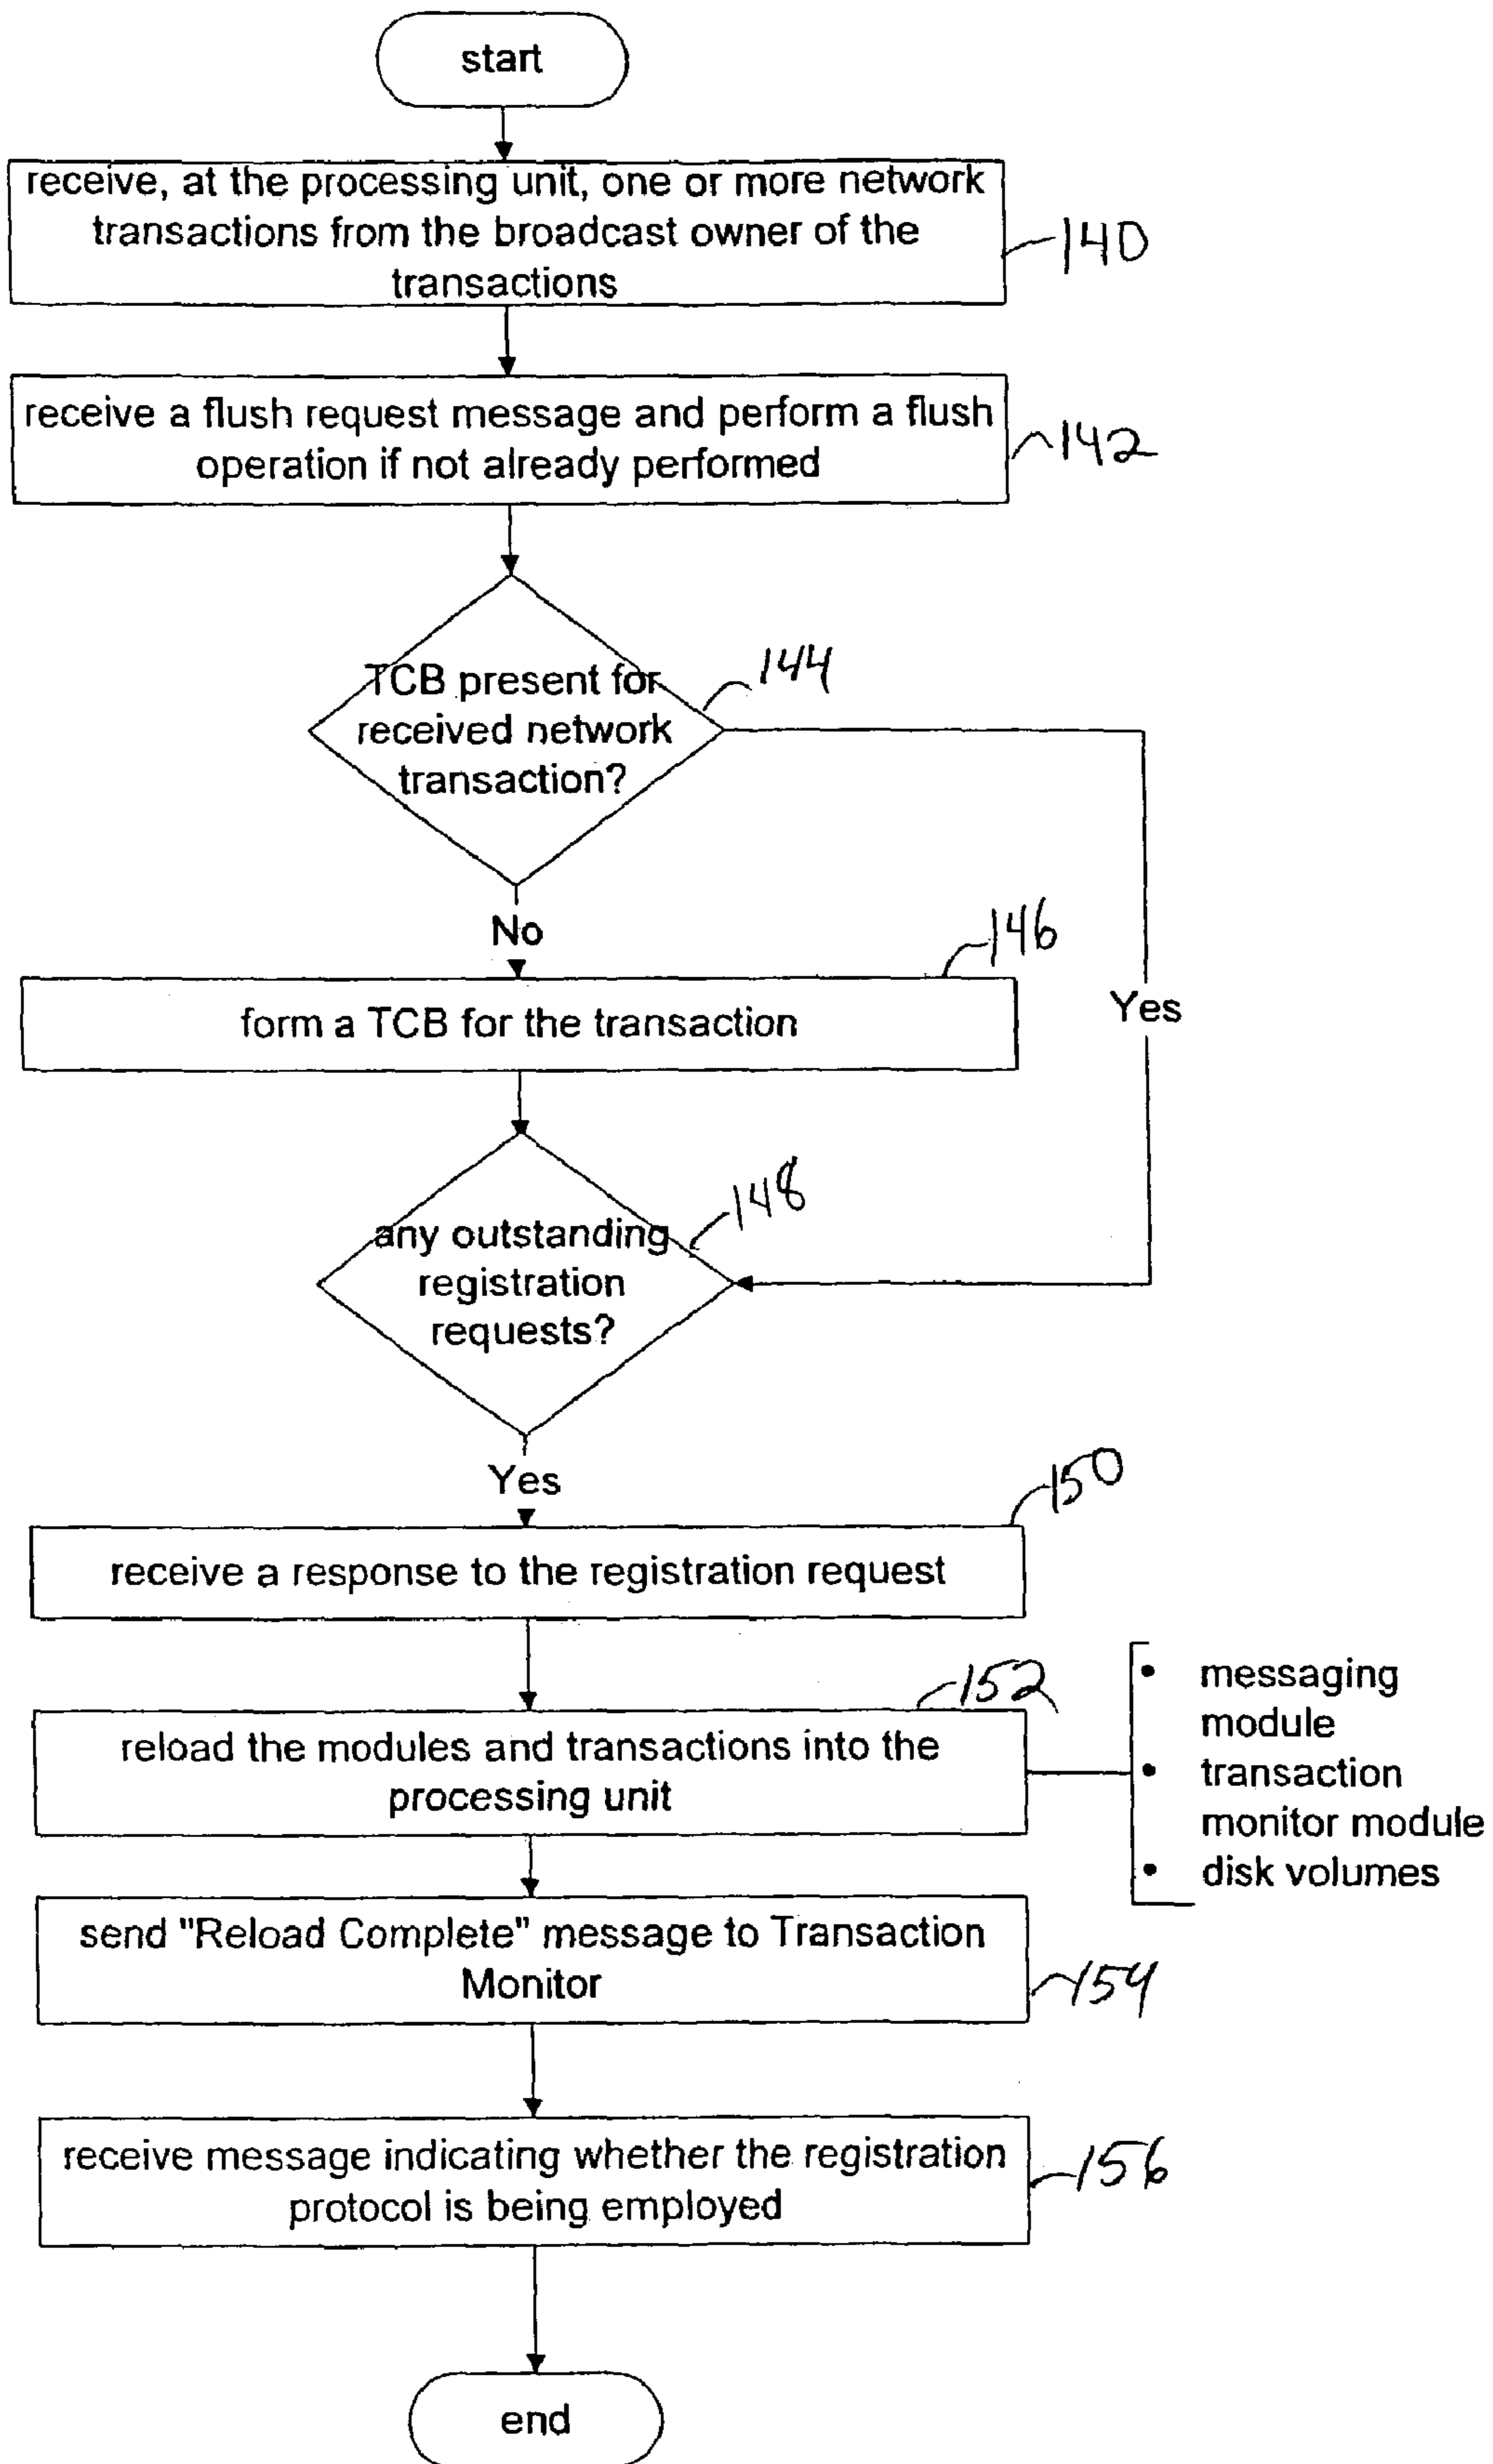 start
receive, at the processing unit, one or more network
transactions from the broadcast owner of the
transactions
140
receive a flush request message and perform a flush
operation if not already performed
142
TCB present for
received network
transaction?
144
No
Yes
146
form a TCB for the transaction
any outstanding
registration
requests?
148
Yes
150
receive a response to the registration request
152
reload the modules and transactions into the
processing unit
• messaging
module
• transaction
monitor module
• disk volumes
send "Reload Complete" message to Transaction
Monitor
154
receive message indicating whether the registration
protocol is being employed
156
end